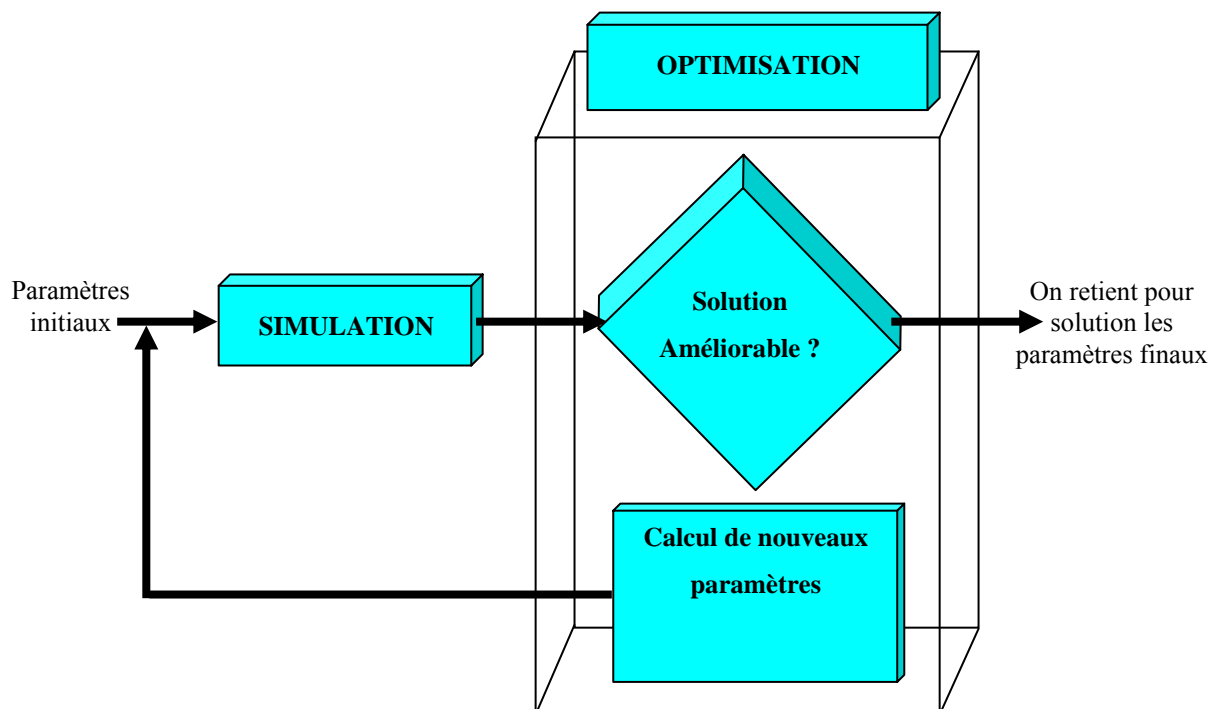 OPTIMISATION
Paramètres
initiaux
SIMULATION
Solution
Améliorable ?
On retient pour
solution les
paramètres finaux
Calcul de nouveaux
paramètres